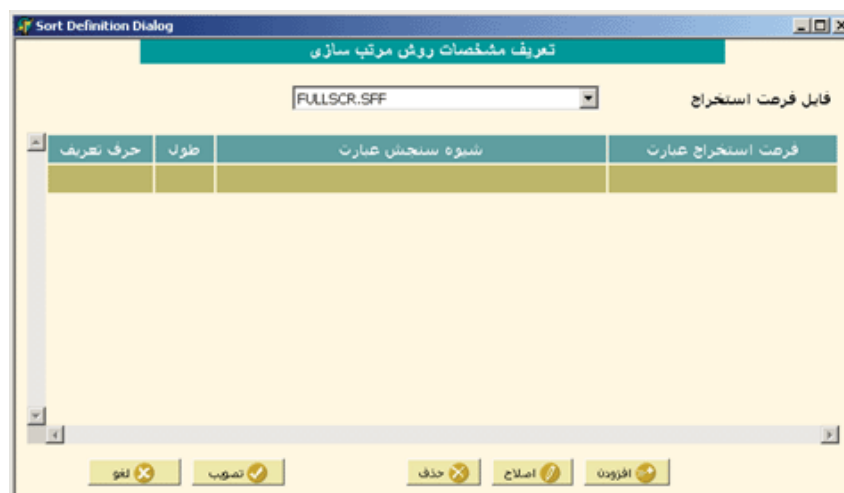 Sort Definition Dialog
تعریف مشخصات روش مرتب سازی
فایل فرمت استخراج FULLSCR.SFF
فرمت استخراج عبارت شیوه سنجش عبارت طول حرف تعریف
افزودن اصلاح حذف تصویب لغو